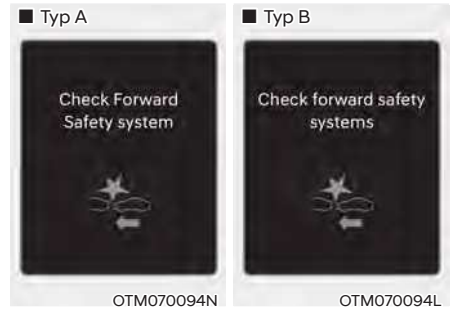 ■ Typ A
Check Forward
Safety system
OTM070094N
■ Typ B
Check forward safety
systems
OTM070094L